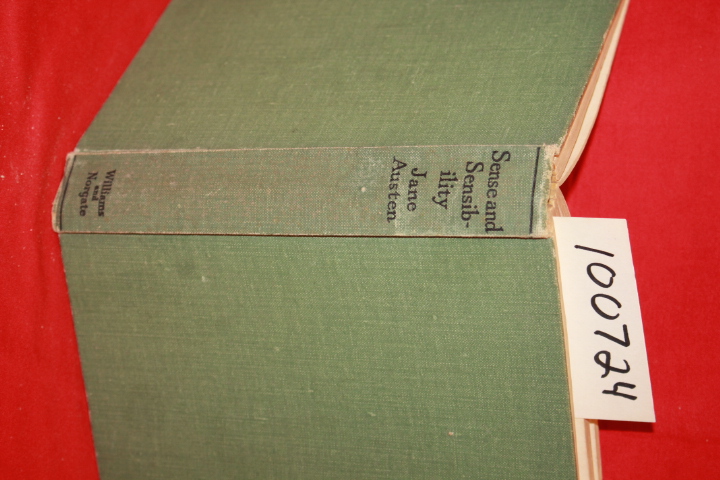 Sense and
Sensib-
ility
Jane
Austen
Williams
and
Norgate
100724